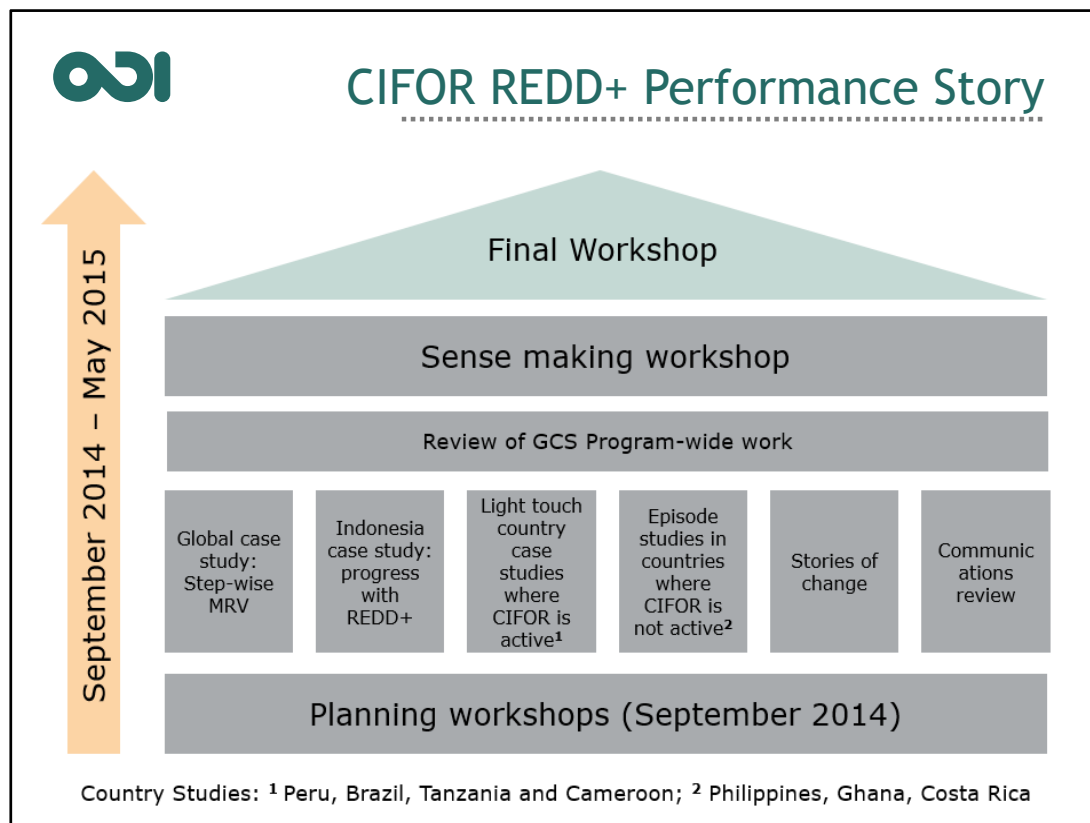 ODI
CIFOR REDD+ Performance Story
September 2014 – May 2015
Final Workshop
Sense making workshop
Review of GCS Program-wide work
Global case
study:
Step-wise
MRV
Indonesia
case study:
progress
with
REDD+
Light touch
country
case
studies
where
CIFOR is
active¹
Episode
studies in
countries
where
CIFOR is
not active²
Stories of
change
Communic
ations
review
Planning workshops (September 2014)
Country Studies: ¹ Peru, Brazil, Tanzania and Cameroon; ² Philippines, Ghana, Costa Rica